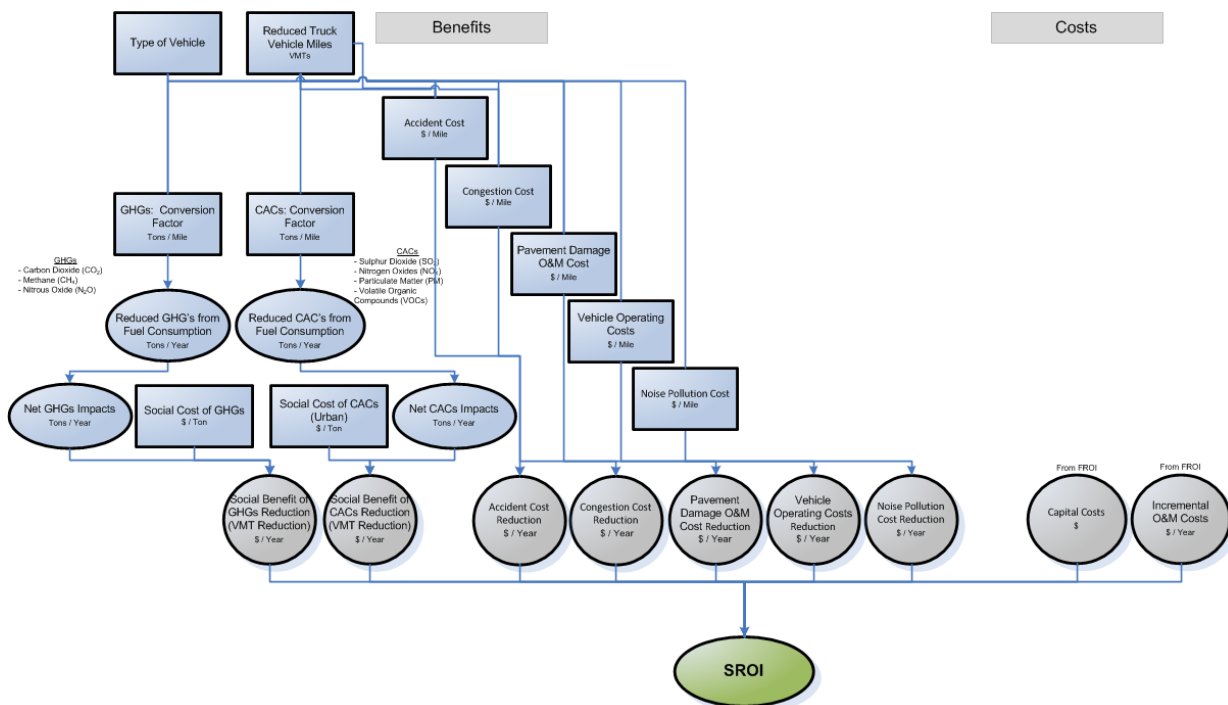 Benefits
Costs
Type of Vehicle
Reduced Truck
Vehicle Miles
VMTs
Accident Cost
$ / Mile
Congestion Cost
$ / Mile
GHGs: Conversion
Factor
Tons / Mile
CACs: Conversion
Factor
Tons / Mile
Pavement Damage
O&M Cost
$ / Mile
GHGs
- Carbon Dioxide (CO₂)
- Methane (CH₄)
- Nitrous Oxide (N₂O)
CACs
- Sulphur Dioxide (SO
- Nitrogen Oxides (NOₓ)
- Particulate Matter (PM)
- Volatile Organic
Compounds (VOCs)
Reduced GHG's from
Fuel Consumption
Tons / Year
Reduced CAC's from
Fuel Consumption
Tons / Year
Vehicle Operating
Costs
$ / Mile
Noise Pollution Cost
$ / Mile
Net GHGs Impacts
Tons / Year
Social Cost of GHGs
$ / Ton
Social Cost of CACs
(Urban)
$ / Ton
Net CACs Impacts
Tons / Year
From FROI
From FROI
Social Benefit of
GHGs Reduction
(VMT Reduction)
$ / Year
Social Benefit of
CACs Reduction
(VMT Reduction)
$ / Year
Accident Cost
Reduction
$ / Year
Congestion Cost
Reduction
$ / Year
Pavement
Damage O&M
Cost Reduction
$ / Year
Vehicle
Operating Costs
Reduction
$ / Year
Noise Pollution
Cost Reduction
$ / Year
Capital Costs
$
Incremental
O&M Costs
$ / Year
SROI